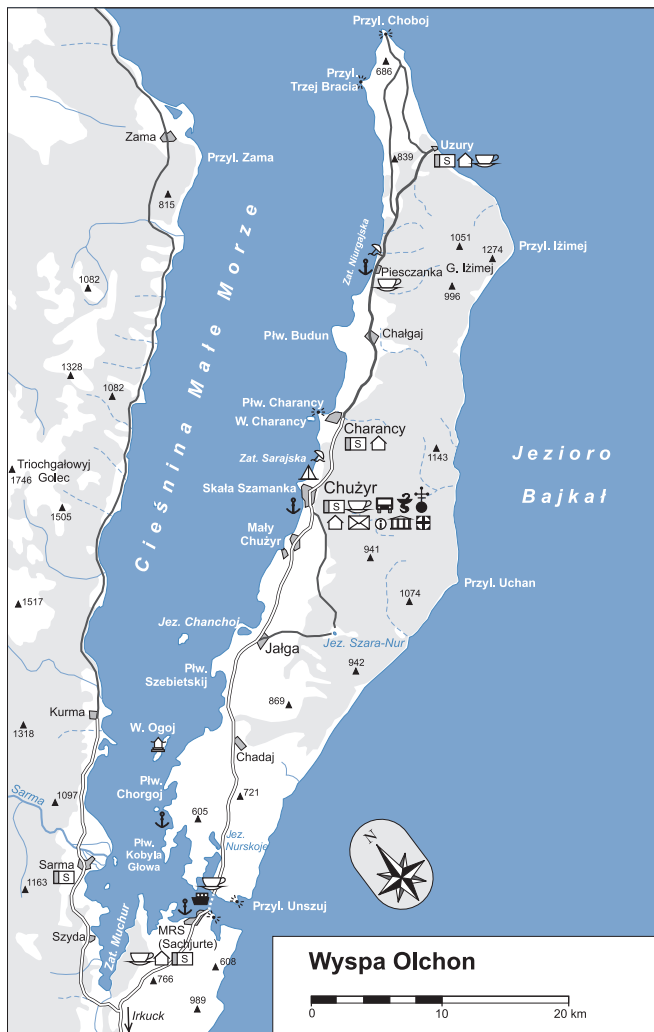 Przyl. Choboj
686
Przyl.
Trzej Bracia
Zama
Przyl. Zama
839
Uzury
S
815
Zat. Niurgajska
1051
1274
Przyl. Iżimej
Pieszczanka
G. Iżimej
996
1082
Płw. Budun
Chałgaj
1328
1082
Cieśnina Małe Morze
Płw. Charancy
W. Charancy
Charancy
S
1143
Jezioro
Bajkał
Zat. Sarajska
Triochgałowyj
Golec
1746
Skała Szamanka
Chużyr
S
1505
Mały
Chużyr
941
Przyl. Uchan
1517
1074
Jez. Chanchoj
Jez. Szara-Nur
Jałga
Płw.
Szebietskij
942
869
Kurma
1318
W. Ogoj
Chadaj
Płw.
Chorgoj
Sarma
1097
721
605
Płw.
Kobyla
Głowa
Jez.
Nurskoje
N
Sarma
S
1163
Przyl. Unszuj
MRS
(Sachjurte)
Szyda
Zat. Muchur
S
608
766
989
Irkuck
Wyspa Olchon
0
10
20 km